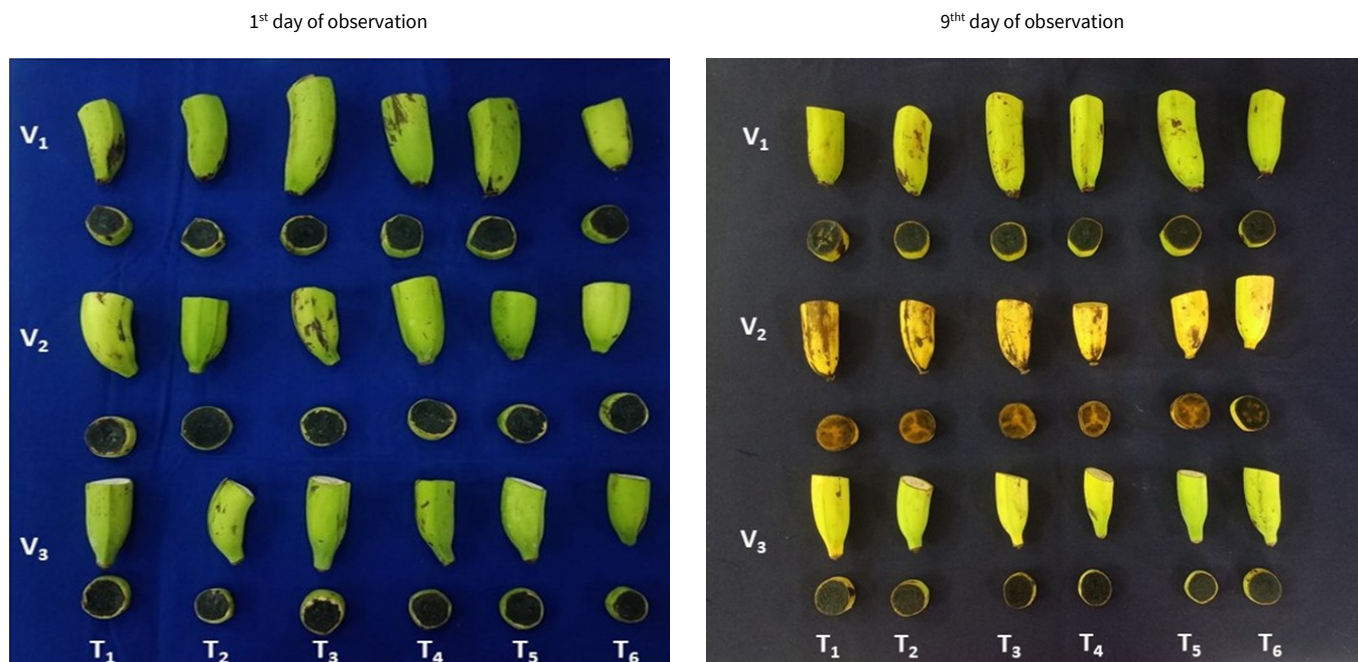 1st day of observation
9tht day of observation
V1
V2
V3
T1 T2 T3 T4 T5 T6
V1
V2
V3
T1 T2 T3 T4 T5 T6